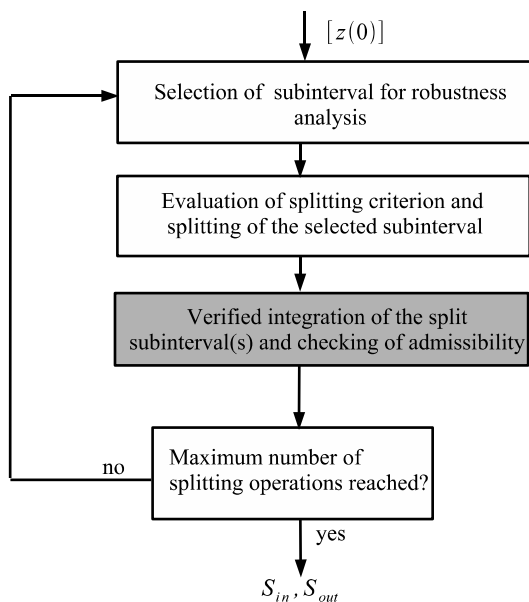 [z(0)]
Selection of subinterval for robustness
analysis
Evaluation of splitting criterion and
splitting of the selected subinterval
Verified integration of the split
subinterval(s) and checking of admissibility
no
Maximum number of
splitting operations reached?
yes
S_in, S_out